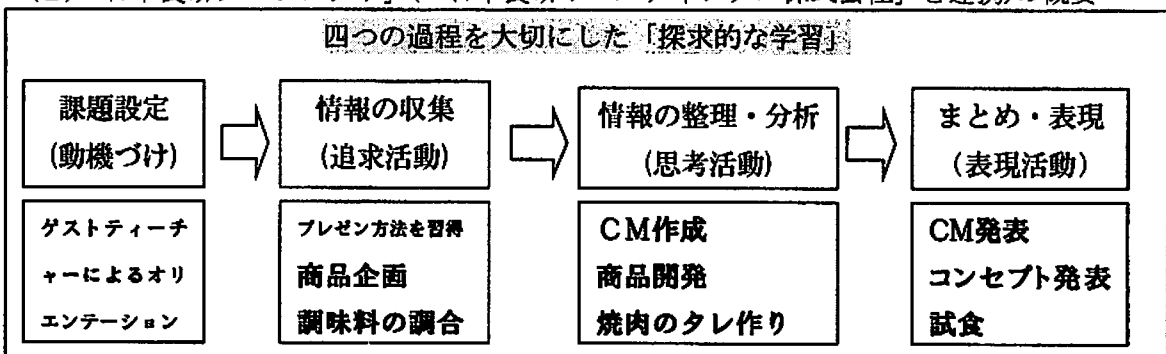 四つの過程を大切にした「探求的な学習」
課題設定
(動機づけ)
情報の収集
(追求活動)
情報の整理・分析
(思考活動)
まとめ・表現
(表現活動)
ゲストティーチ
ャーによるオリ
エンテーション
プレゼン方法を習得
商品企画
調味料の調合
CM作成
商品開発
焼肉のタレ作り
CM発表
コンセプト発表
試食